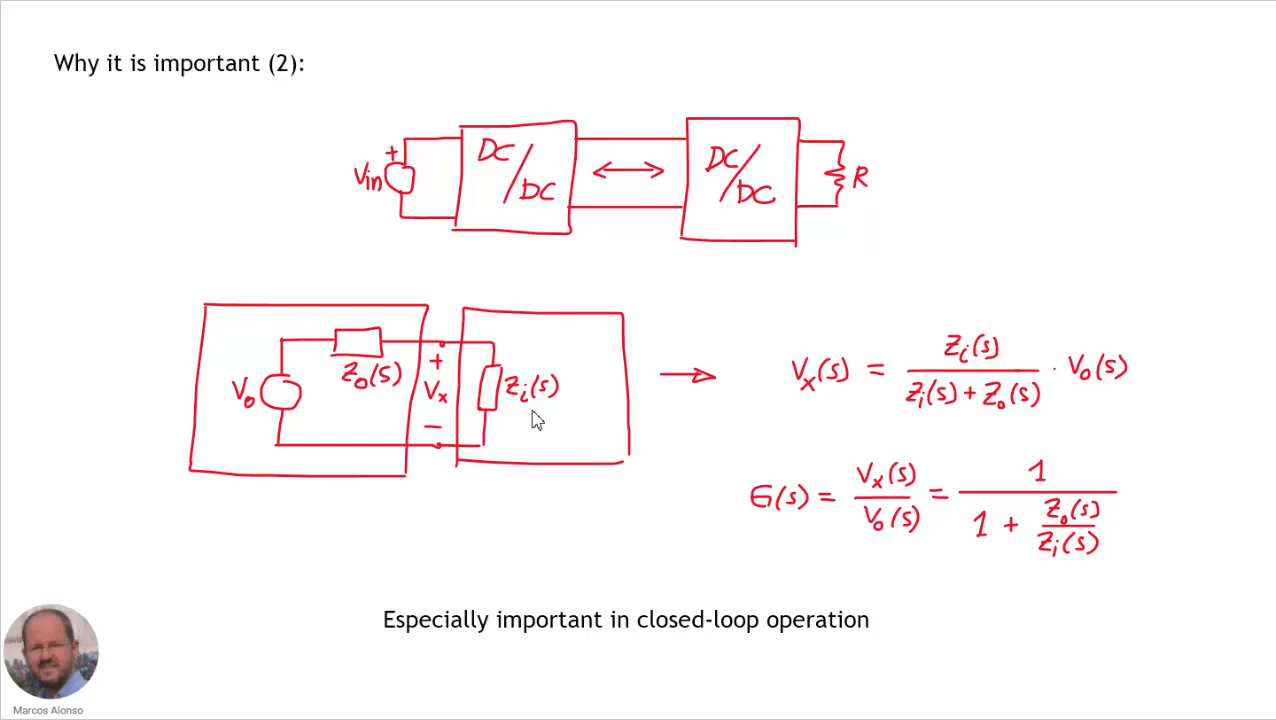 Why it is important (2):
+
Vin
DC/DC
DC/DC
R
Vo
Zo(s)
+
Vx
−
Zi(s)
Vx(s) = Zi(s) / (Zi(s) + Zo(s)) · Vo(s)
G(s) = Vx(s) / Vo(s) = 1 / (1 + Zo(s) / Zi(s))
Especially important in closed-loop operation
Marcos Alonso